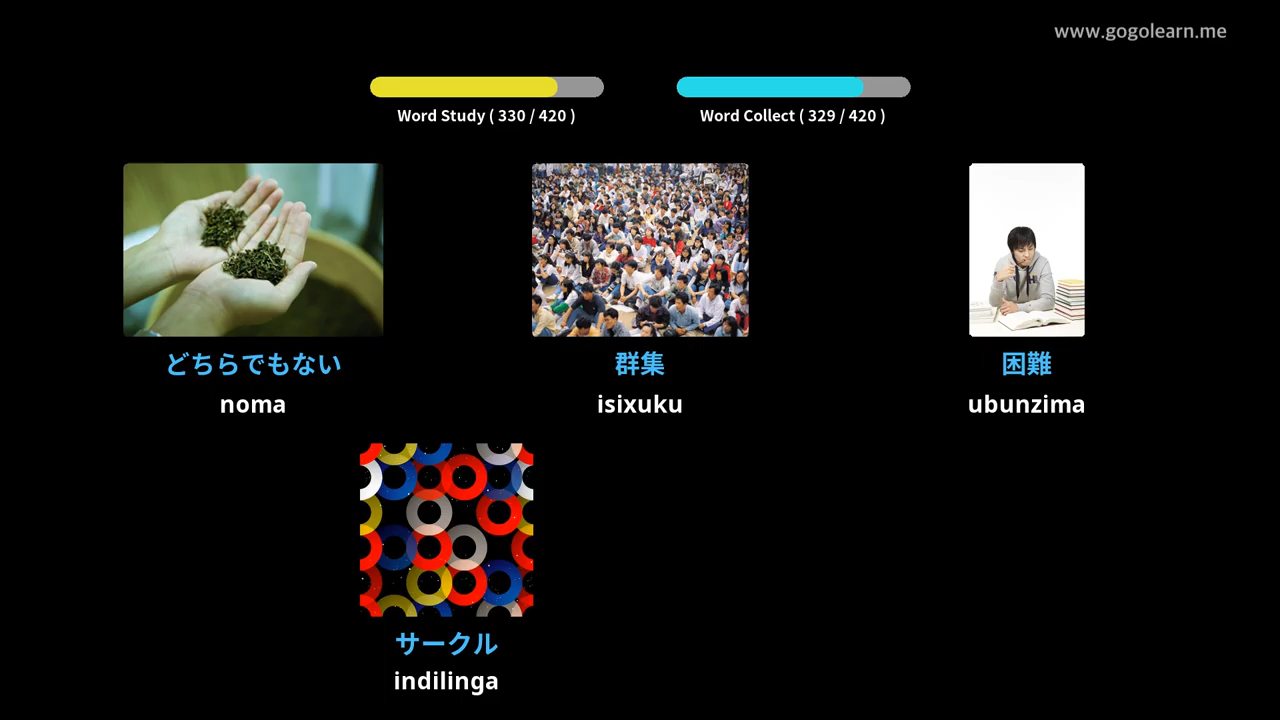 www.gogolearn.me
Word Study ( 330 / 420 )
Word Collect ( 329 / 420 )
どちらでもない
noma
群集
isixuku
困難
ubunzima
サークル
indilinga